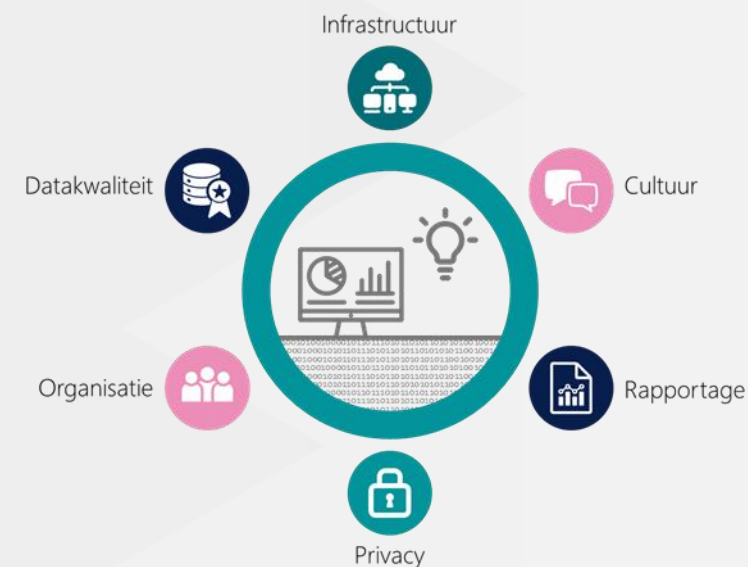 Infrastructuur
Datakwaliteit
Cultuur
Organisatie
Rapportage
Privacy